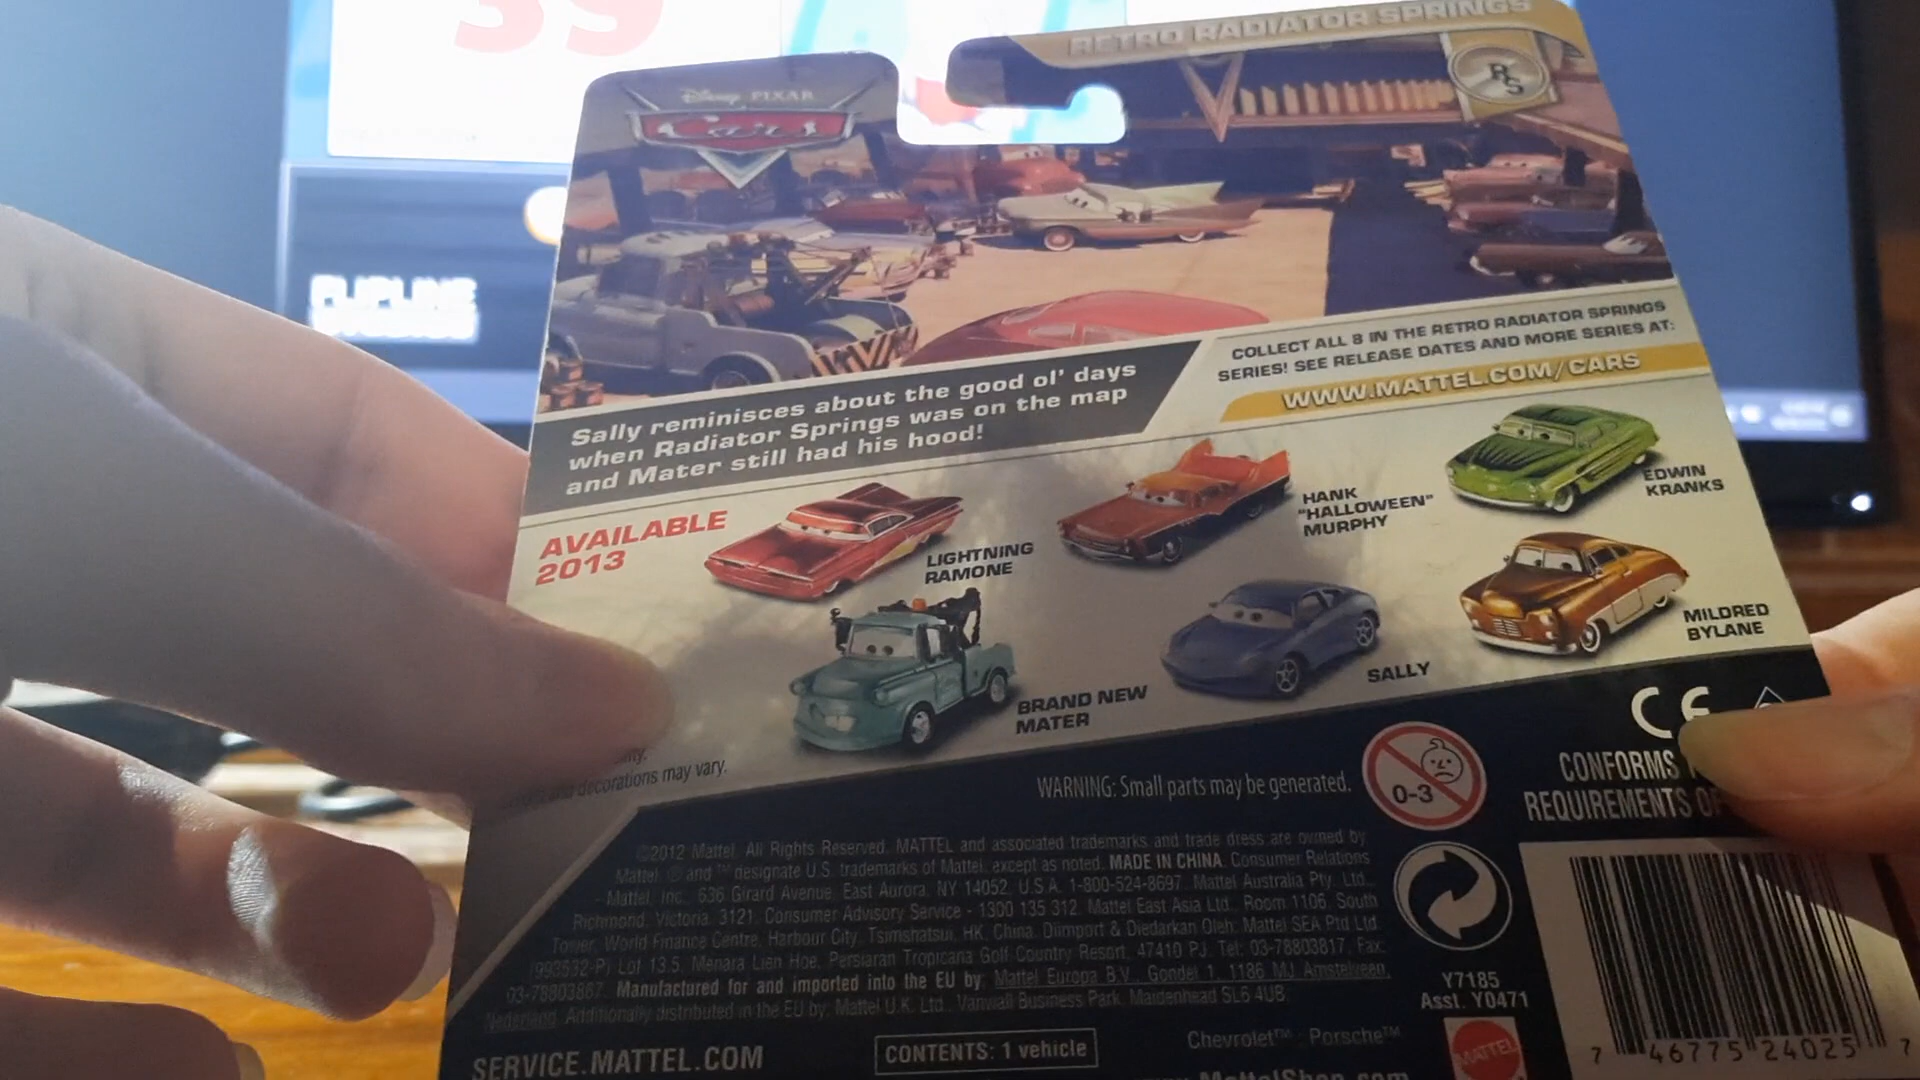 39
FLIPLINE
RETRO RADIATOR SPRINGS
RS
Disney PIXAR
Cars
COLLECT ALL 8 IN THE RETRO RADIATOR SPRINGS
SERIES! SEE RELEASE DATES AND MORE SERIES AT:
WWW.MATTEL.COM/CARS
Sally reminisces about the good ol' days
when Radiator Springs was on the map
and Mater still had his hood!
AVAILABLE
2013
LIGHTNING
RAMONE
HANK
"HALLOWEEN"
MURPHY
EDWIN
KRANKS
BRAND NEW
MATER
SALLY
MILDRED
BYLANE
decorations may vary.
WARNING: Small parts may be generated.
0-3
CE
CONFORMS
REQUIREMENTS
©2012 Mattel. All Rights Reserved. MATTEL and associated trademarks and trade dress are owned by
Mattel. ® and ™ designate U.S. trademarks of Mattel, except as noted. MADE IN CHINA. Consumer Relations
- Mattel, Inc. 636 Girard Avenue, East Aurora, NY 14052, U.S.A. 1-800-524-8697. Mattel Australia Pty. Ltd.,
Richmond, Victoria. 3121. Consumer Advisory Service - 1300 135 312. Mattel East Asia Ltd., Room 1106, South
Tower, World Finance Centre, Harbour City, Tsimshatsui, HK, China. Diimport & Diedarkan Oleh: Mattel SEA Ptd Ltd.
(993532-P) Lot 13.5, Menara Lien Hoe, Persiaran Tropicana Golf Country Resort, 47410 PJ. Tel: 03-78803817, Fax:
03-78803867. Manufactured for and imported into the EU by: Mattel Europa B.V., Gondel 1, 1186 MJ Amstelveen,
Nederland. Additionally distributed in the EU by: Mattel U.K. Ltd., Vanwall Business Park, Maidenhead SL6 4UB.
Y7185
Asst. Y0471
SERVICE.MATTEL.COM
CONTENTS: 1 vehicle
Chevrolet™ Porsche™
MattelShop.com
MATTEL
7 46775 24025 7